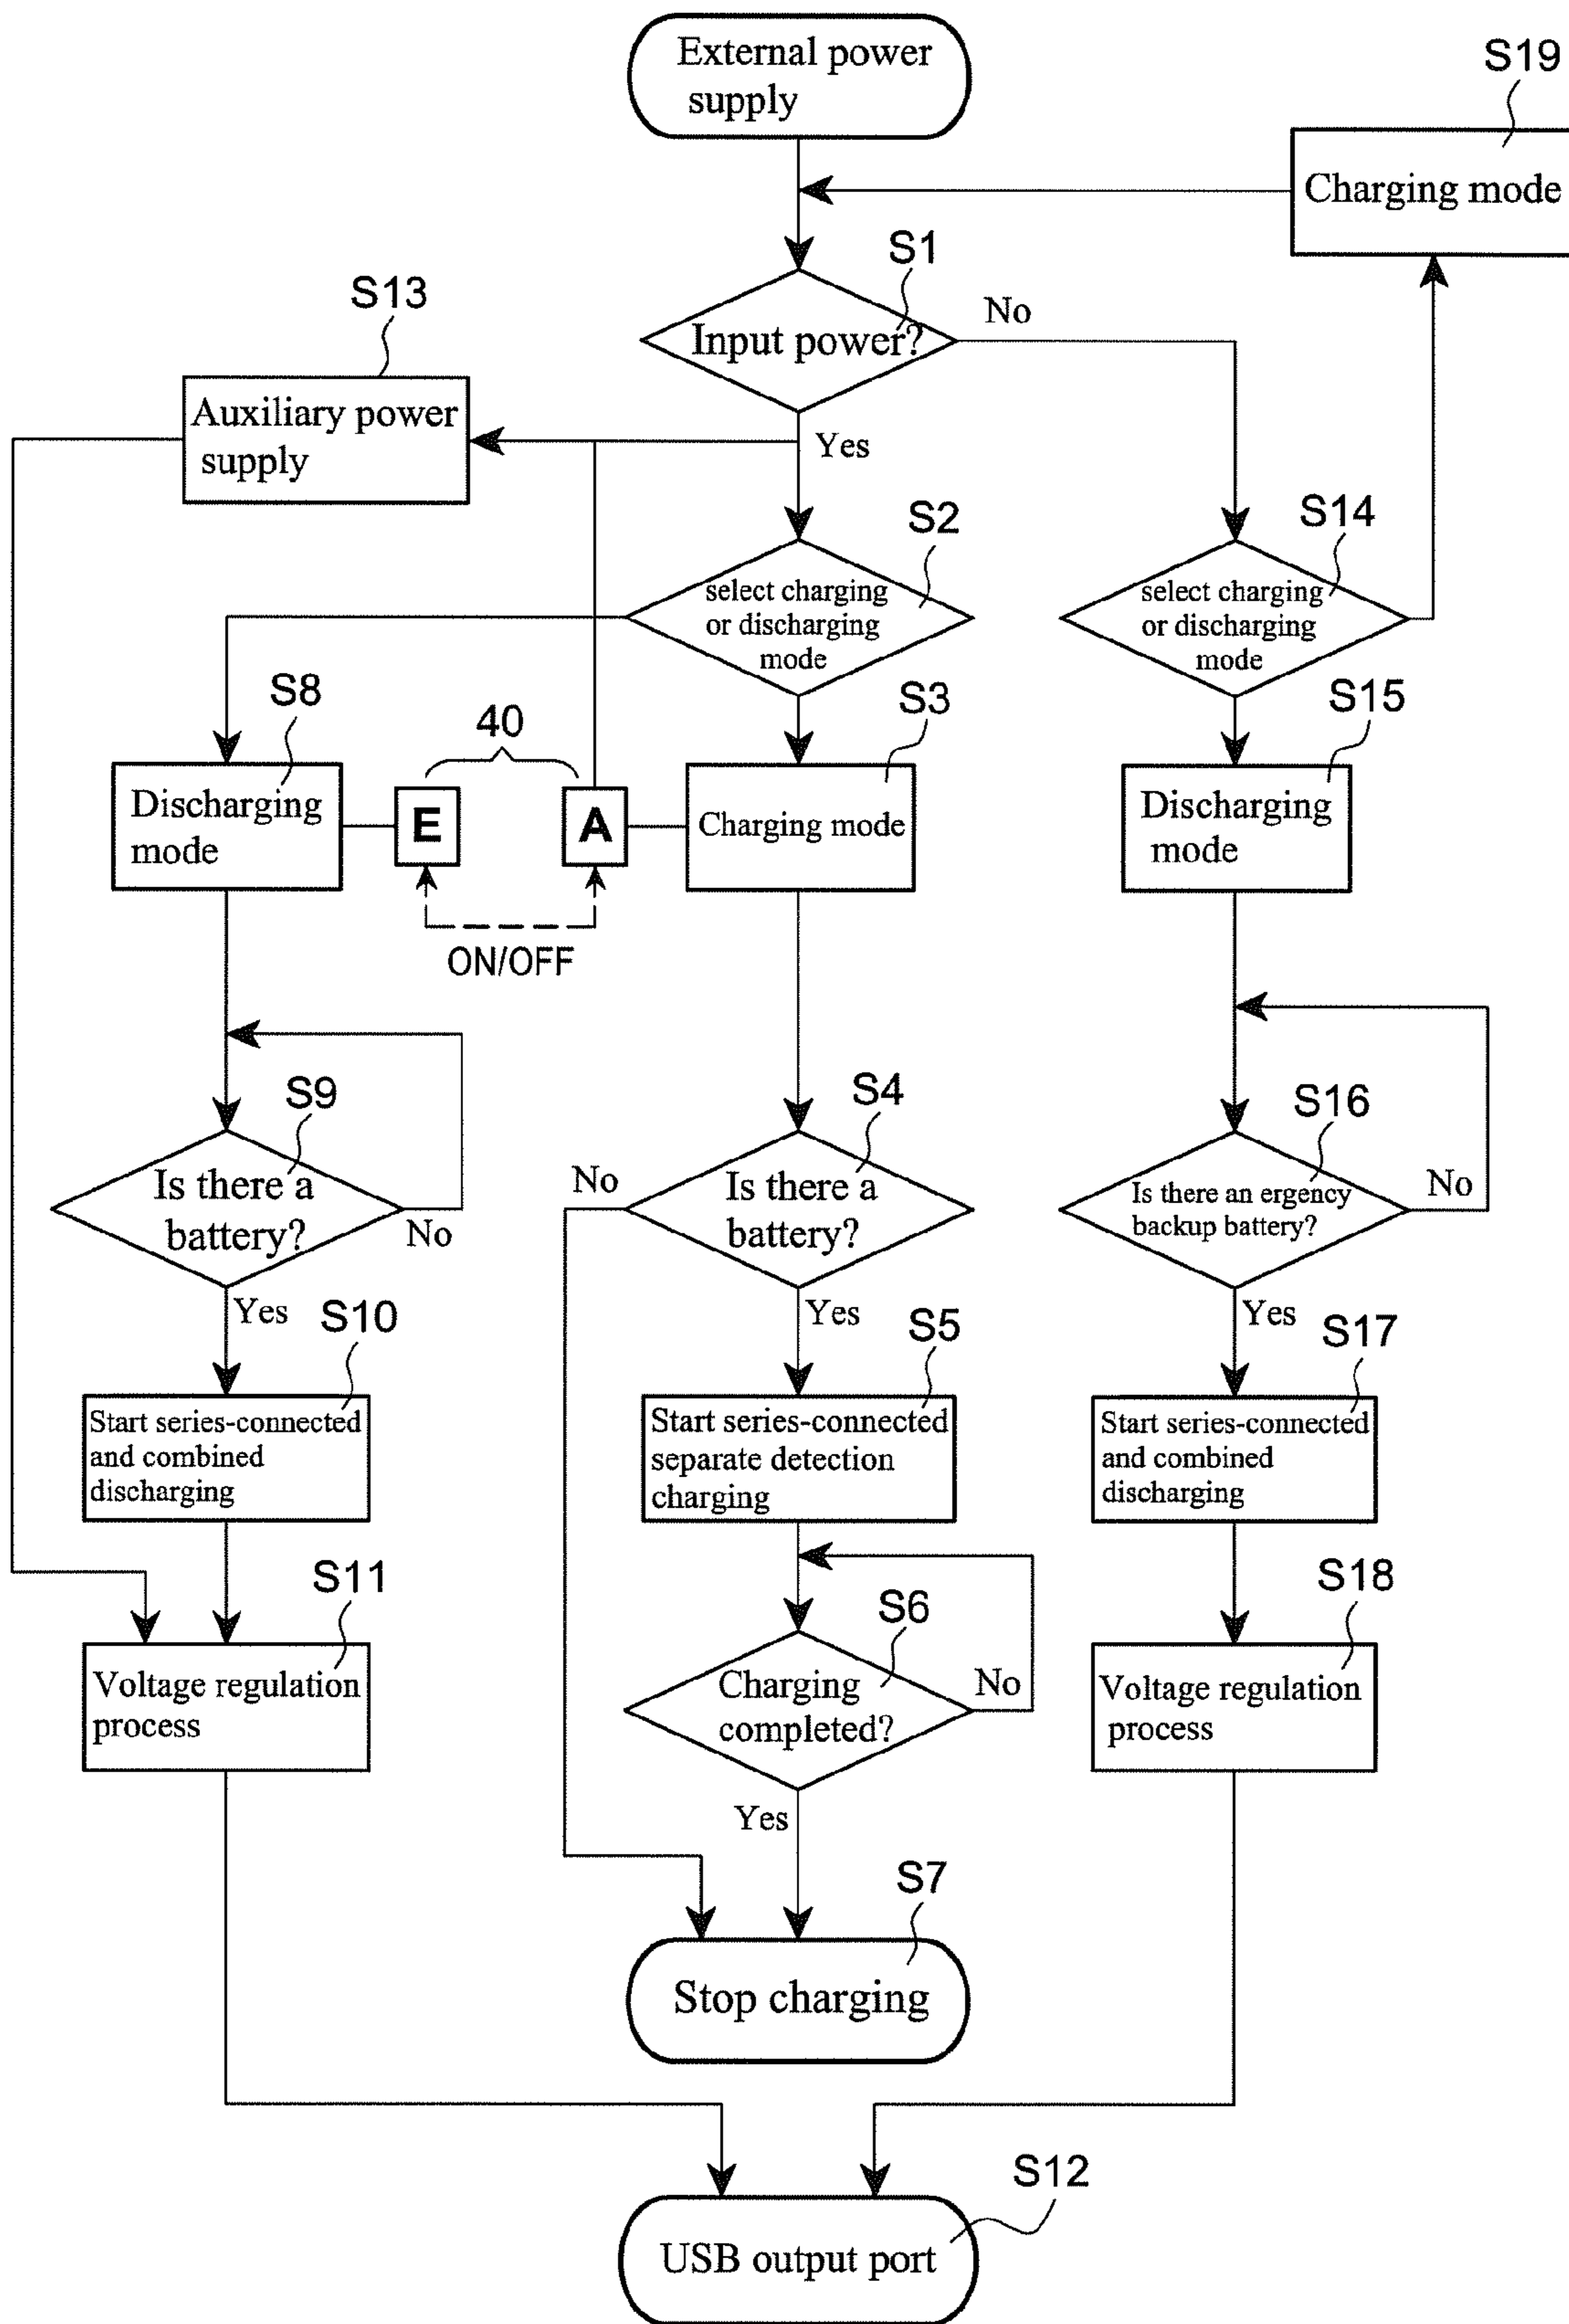 External power
supply
S19
Charging mode
S1
Input power?
No
S13
Auxiliary power
supply
Yes
S2
select charging
or discharging
mode
S14
select charging
or discharging
mode
S8
Discharging
mode
40
E
A
ON/OFF
S3
Charging mode
S15
Discharging
mode
S9
Is there a
battery?
No
Yes
S4
Is there a
battery?
No
Yes
S16
Is there an ergency
backup battery?
No
Yes
S10
Start series-connected
and combined
discharging
S5
Start series-connected
separate detection
charging
S17
Start series-connected
and combined
discharging
S11
Voltage regulation
process
S6
Charging
completed?
No
Yes
S18
Voltage regulation
process
S7
Stop charging
S12
USB output port